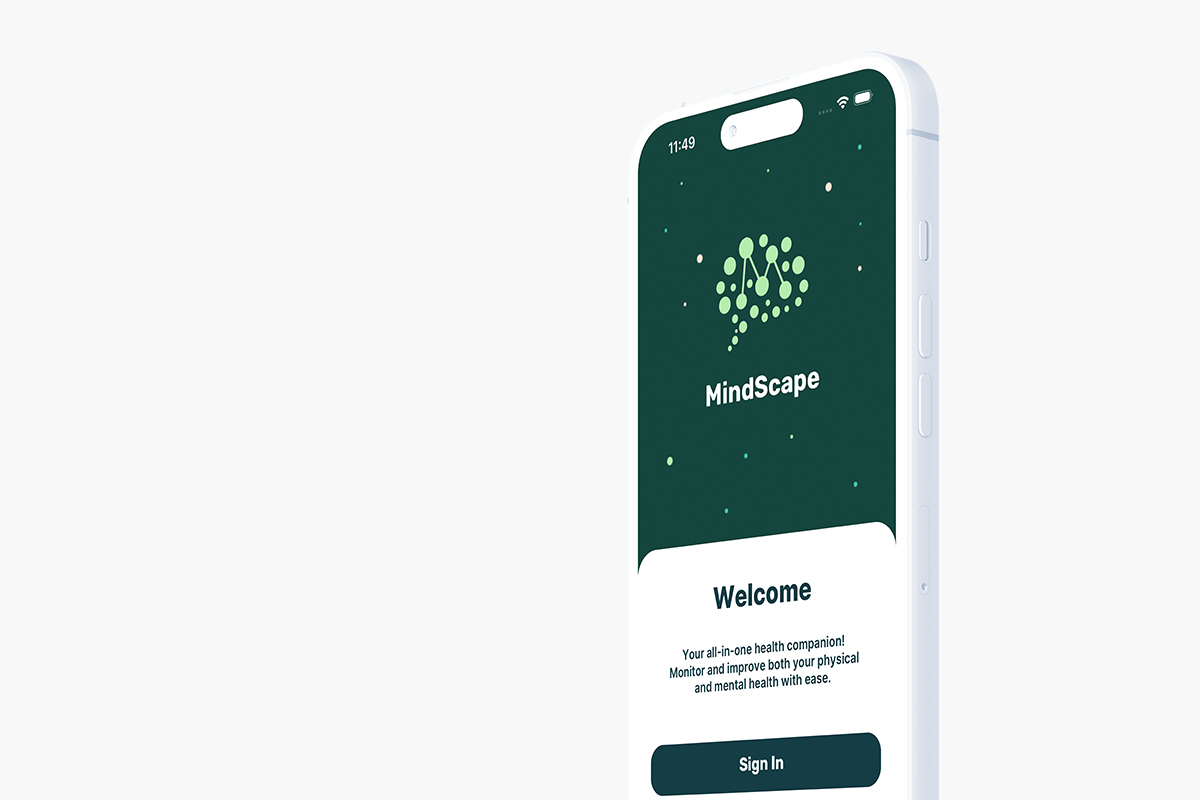 11:49
MindScape
Welcome
Your all-in-one health companion!
Monitor and improve both your physical
and mental health with ease.
Sign In